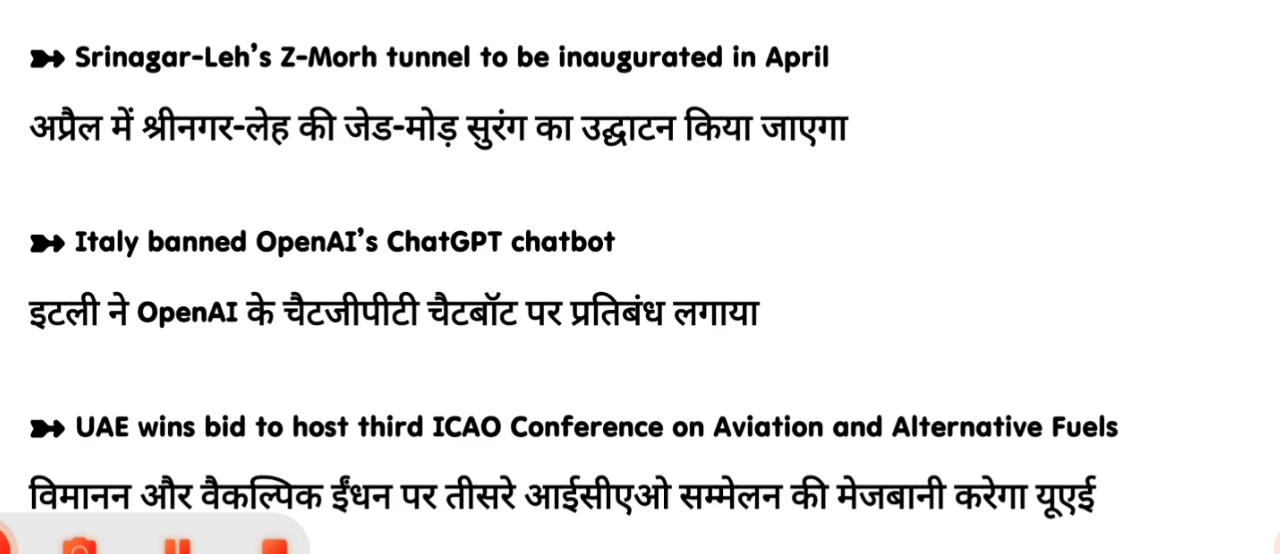 ➳ Srinagar-Leh’s Z-Morh tunnel to be inaugurated in April
अप्रैल में श्रीनगर-लेह की जेड-मोड़ सुरंग का उद्घाटन किया जाएगा
➳ Italy banned OpenAI’s ChatGPT chatbot
इटली ने OpenAI के चैटजीपीटी चैटबॉट पर प्रतिबंध लगाया
➳ UAE wins bid to host third ICAO Conference on Aviation and Alternative Fuels
विमानन और वैकल्पिक ईंधन पर तीसरे आईसीएओ सम्मेलन की मेजबानी करेगा यूएई